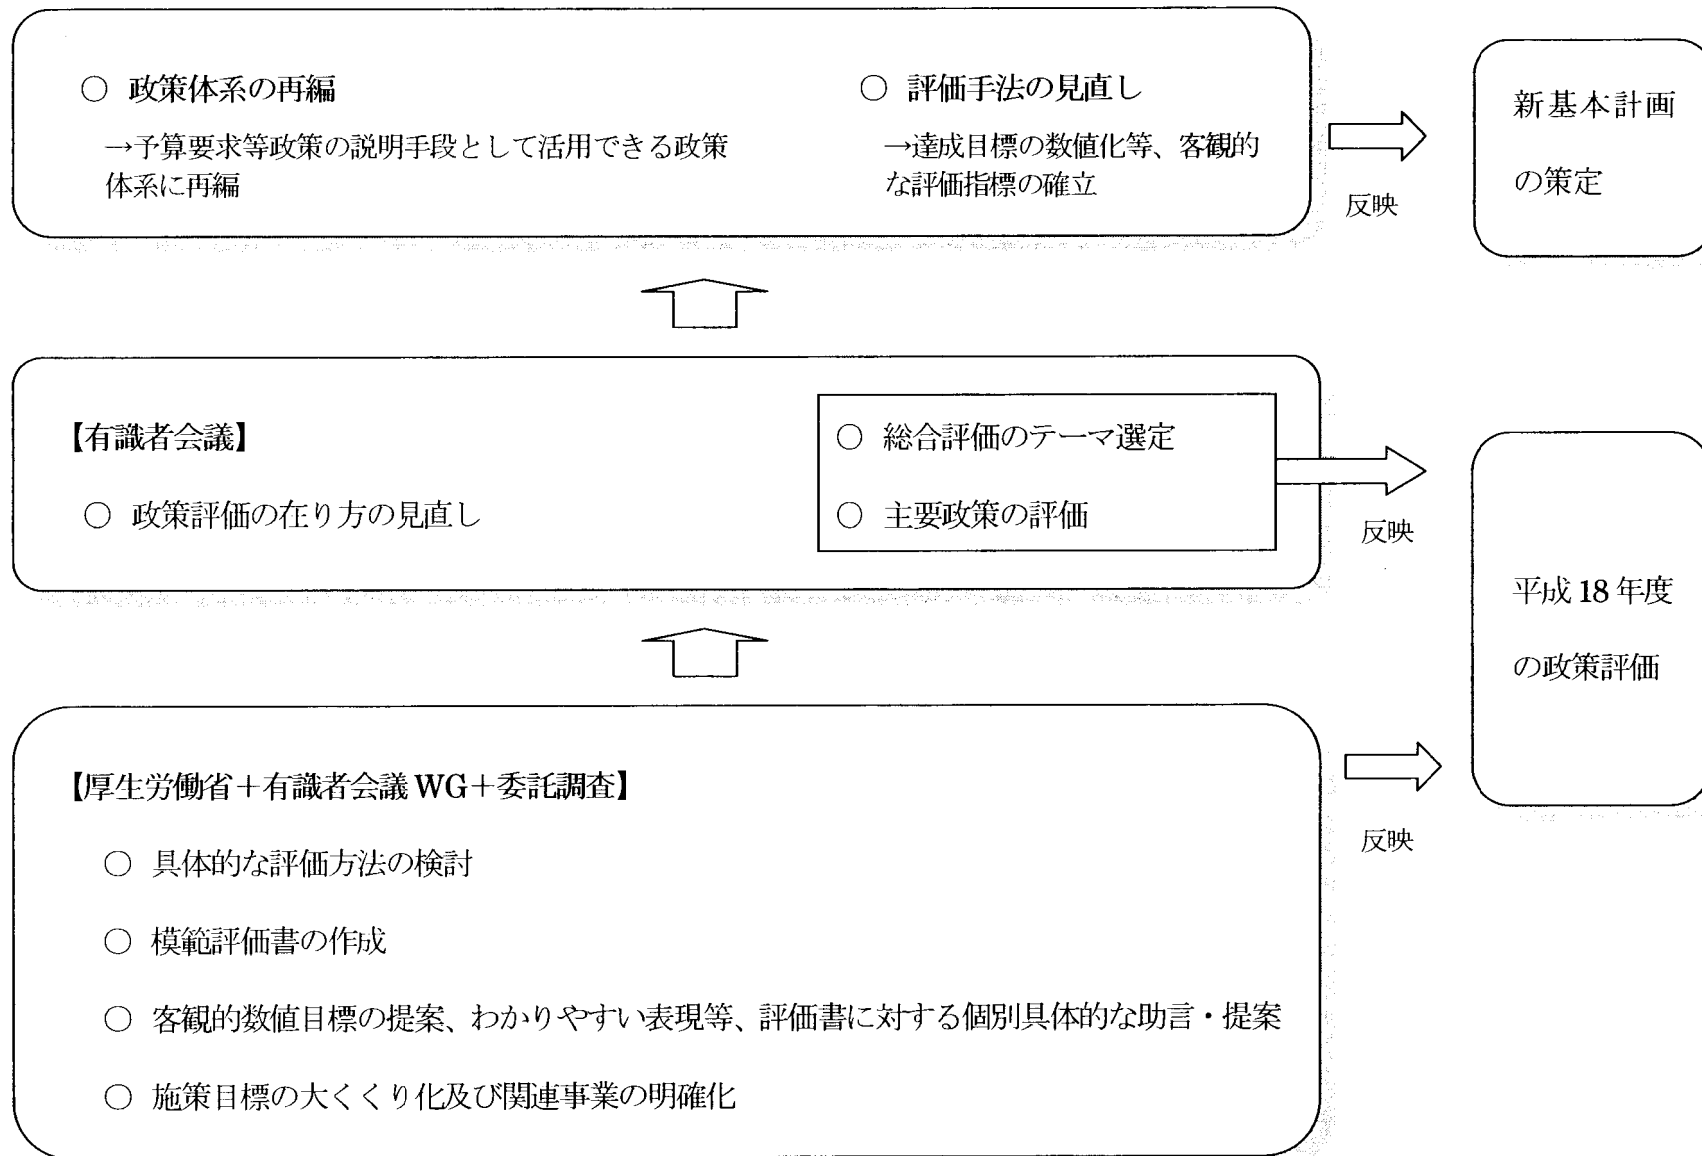 ○ 政策体系の再編
→予算要求等政策の説明手段として活用できる政策
体系に再編
○ 評価手法の見直し
→達成目標の数値化等、客観的
な評価指標の確立
反映
新基本計画
の策定
【有識者会議】
○ 政策評価の在り方の見直し
○ 総合評価のテーマ選定
○ 主要政策の評価
反映
平成 18 年度
の政策評価
【厚生労働省＋有識者会議 WG＋委託調査】
○ 具体的な評価方法の検討
○ 模範評価書の作成
○ 客観的数値目標の提案、わかりやすい表現等、評価書に対する個別具体的な助言・提案
○ 施策目標の大くくり化及び関連事業の明確化
反映